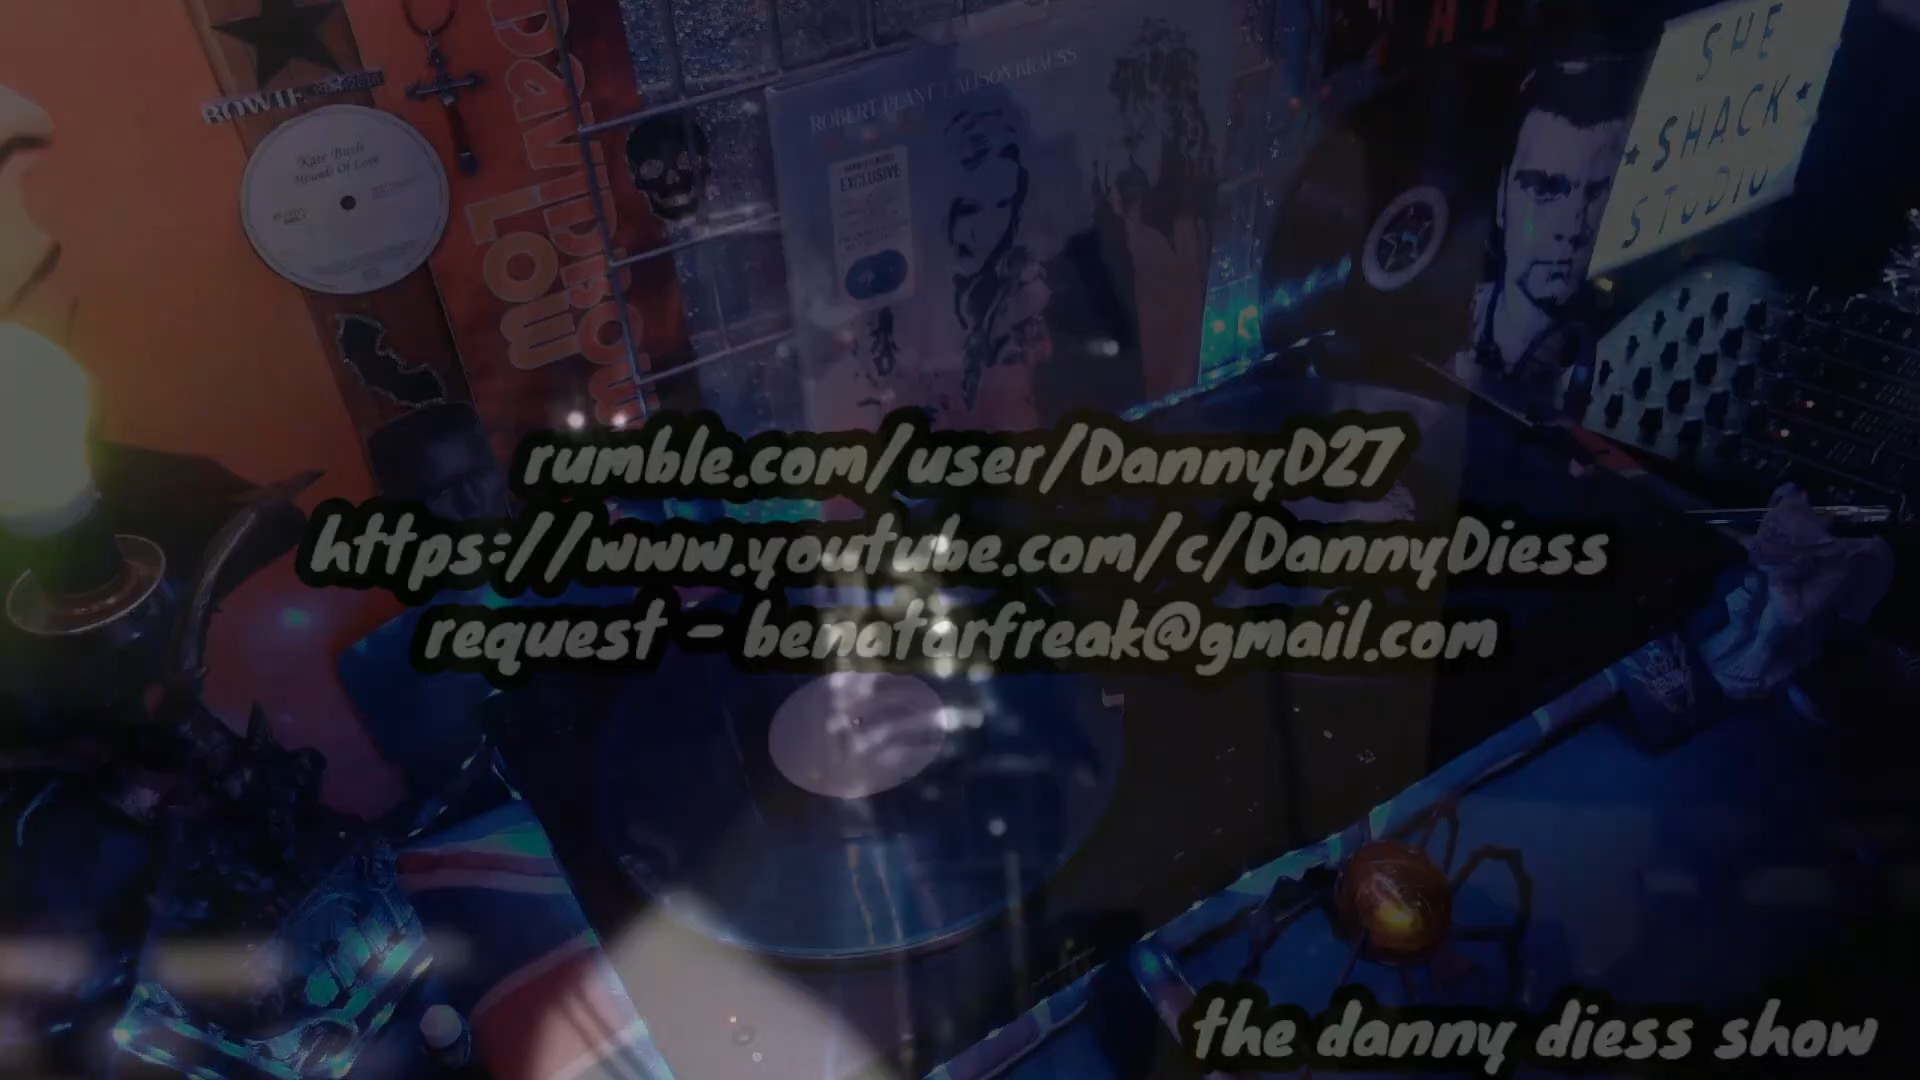 BOWIE
Kate Bush
Hounds Of Love
DAVID BOWIE
LOW
ROBERT PLANT | ALISON KRAUSS
EXCLUSIVE
SHE
SHACK
STUDIO
rumble.com/user/DannyD27
https://www.youtube.com/c/DannyDiess
request - benatarfreak@gmail.com
the danny diess show